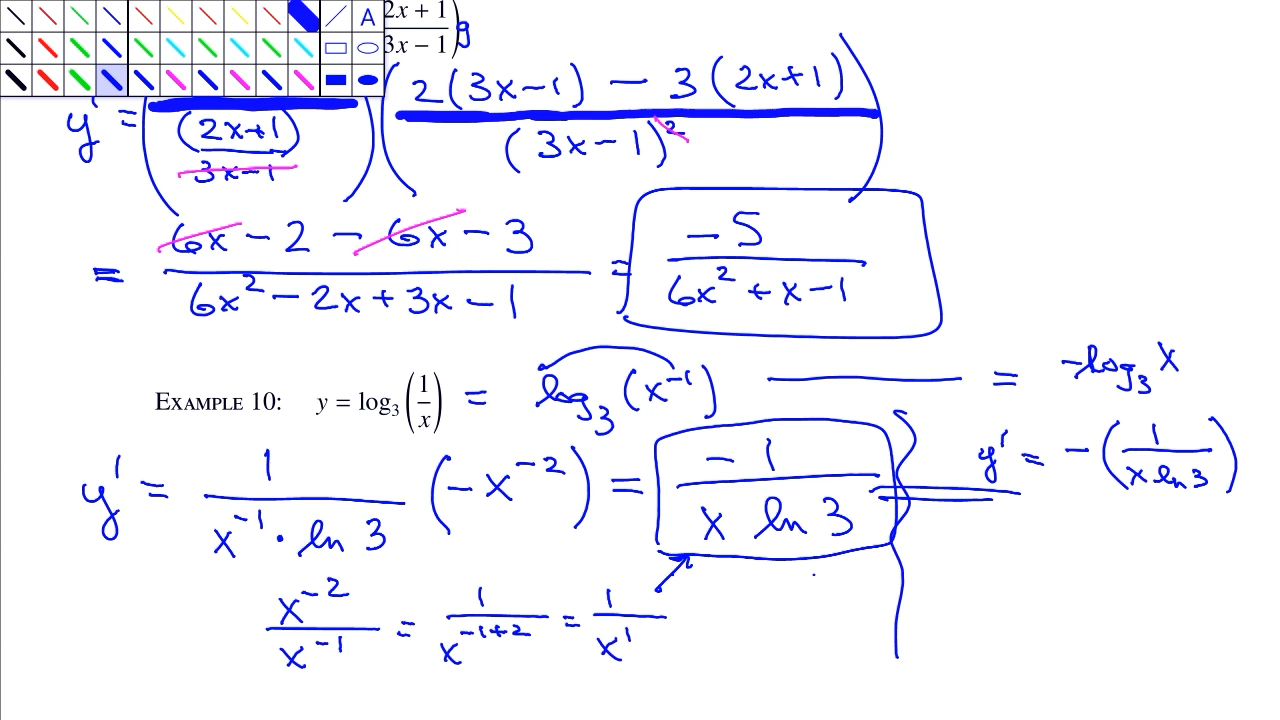 A 2x + 1
3x − 1 ) g
y' = ( / (2x+1)/3x−1 ) ( 2(3x−1) − 3(2x+1) / (3x−1)² )
= 6x − 2 − 6x − 3 / 6x² − 2x + 3x − 1 = −5 / 6x² + x − 1
EXAMPLE 10: y = log₃ (1/x) = log₃ (x⁻¹) = −log₃ x
y' = 1 / x⁻¹ · ln 3 (−x⁻²) = −1 / x ln 3 y' = −(1 / x ln 3)
x⁻² / x⁻¹ = 1 / x⁻¹⁺² = 1 / x¹